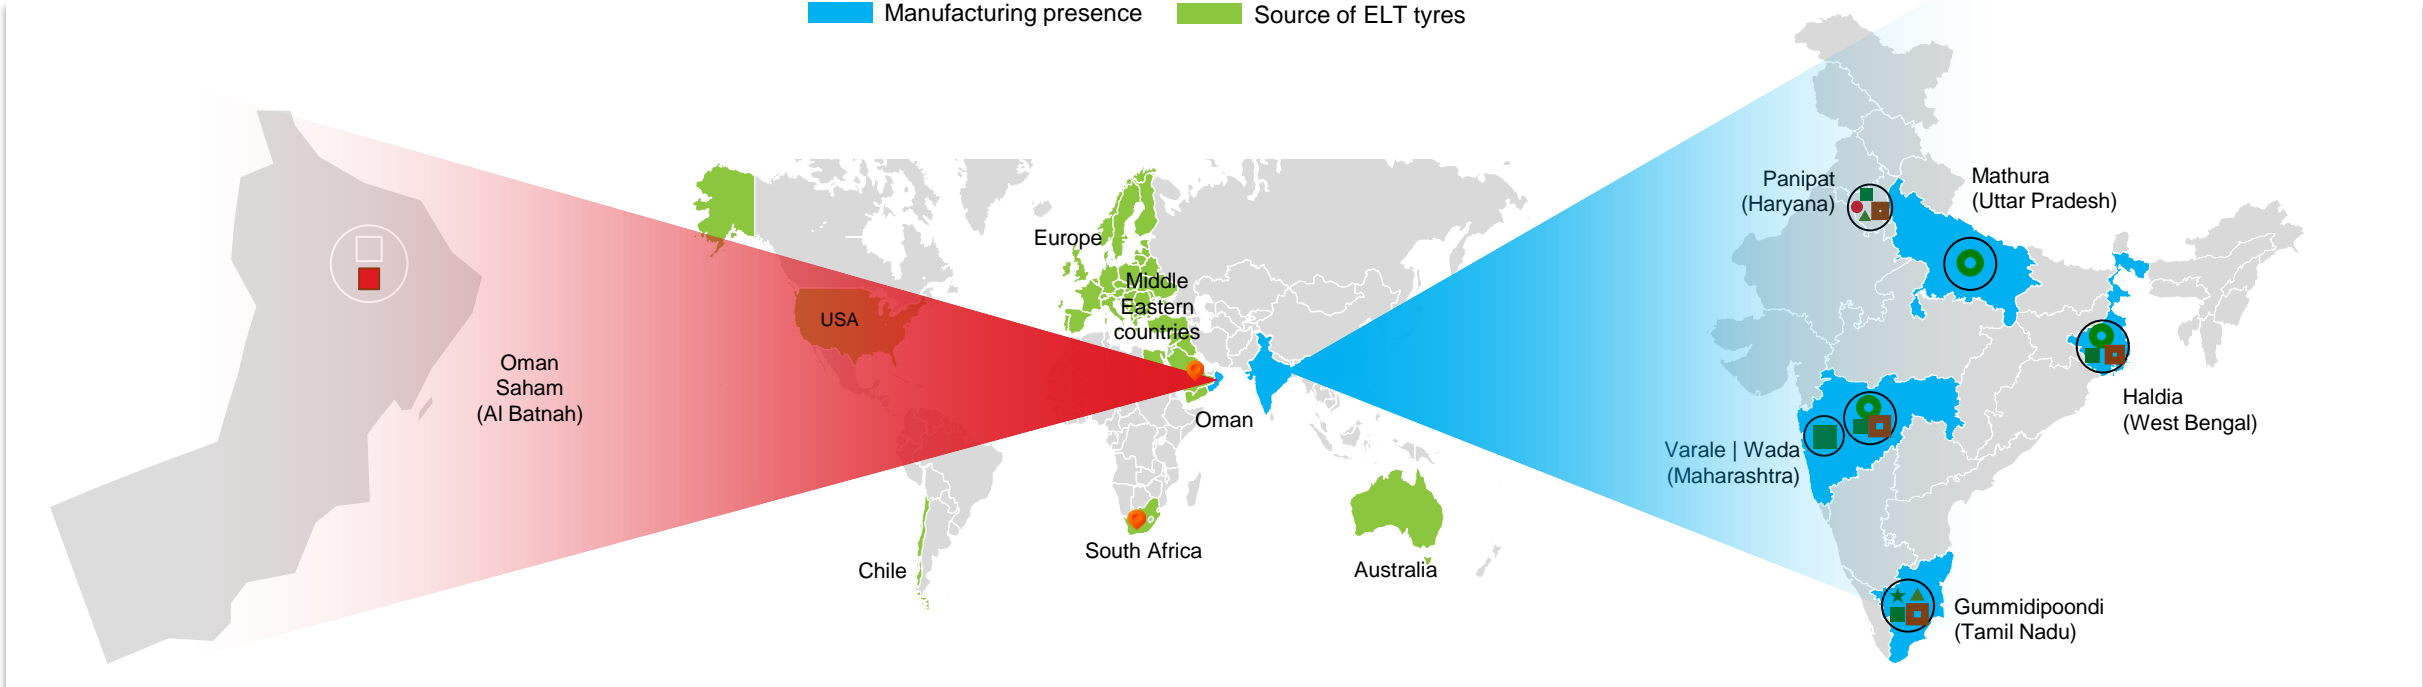 Manufacturing presence
Source of ELT tyres
Oman
Saham
(Al Batnah)
USA
Europe
Middle
Eastern
countries
Oman
Chile
South Africa
Australia
Panipat
(Haryana)
Mathura
(Uttar Pradesh)
Haldia
(West Bengal)
Varale | Wada
(Maharashtra)
Gummidipoondi
(Tamil Nadu)